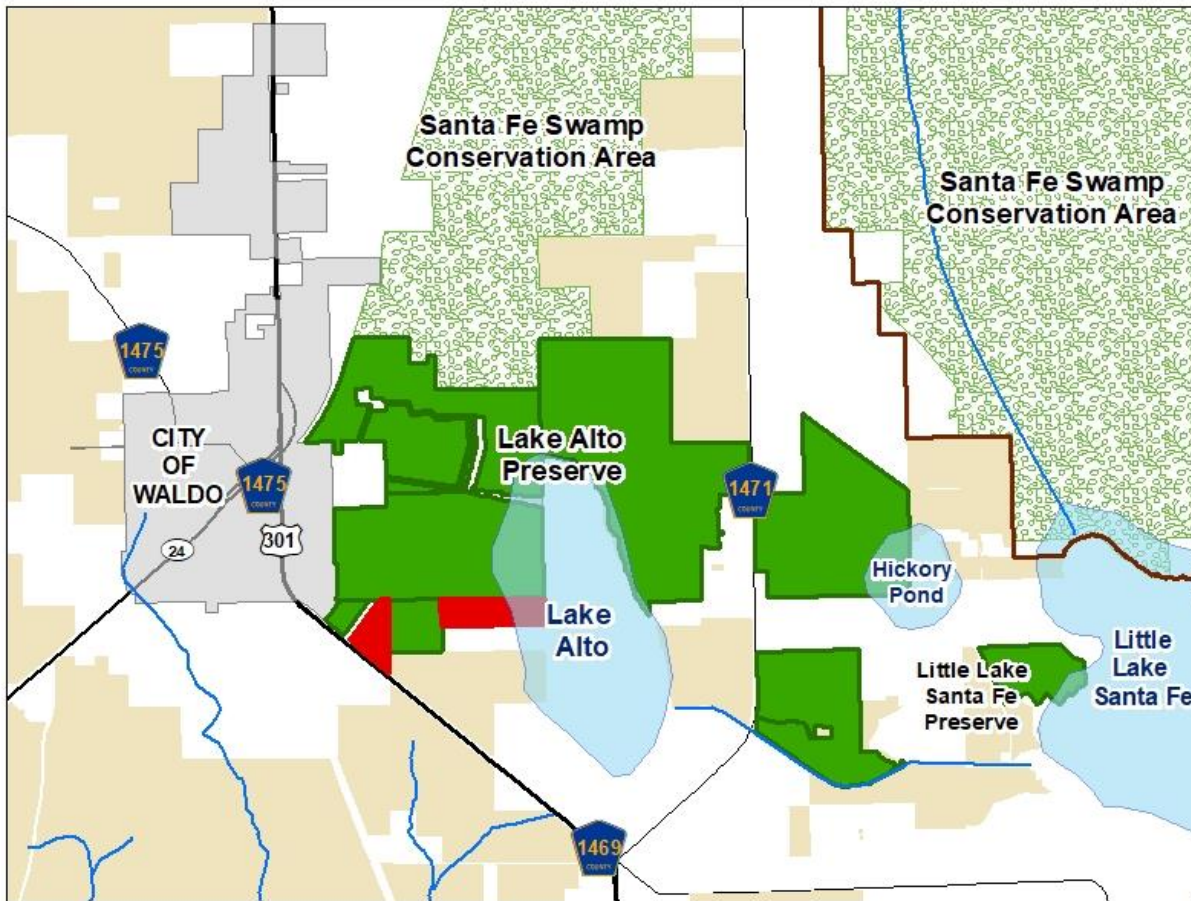 Santa Fe Swamp
Conservation Area
Santa Fe Swamp
Conservation Area
1475
COUNTY
CITY
OF
WALDO
1475
COUNTY
24
301
Lake Alto
Preserve
1471
COUNTY
Hickory
Pond
Lake
Alto
Little Lake
Santa Fe
Preserve
Little
Lake
Santa Fe
1469
COUNTY